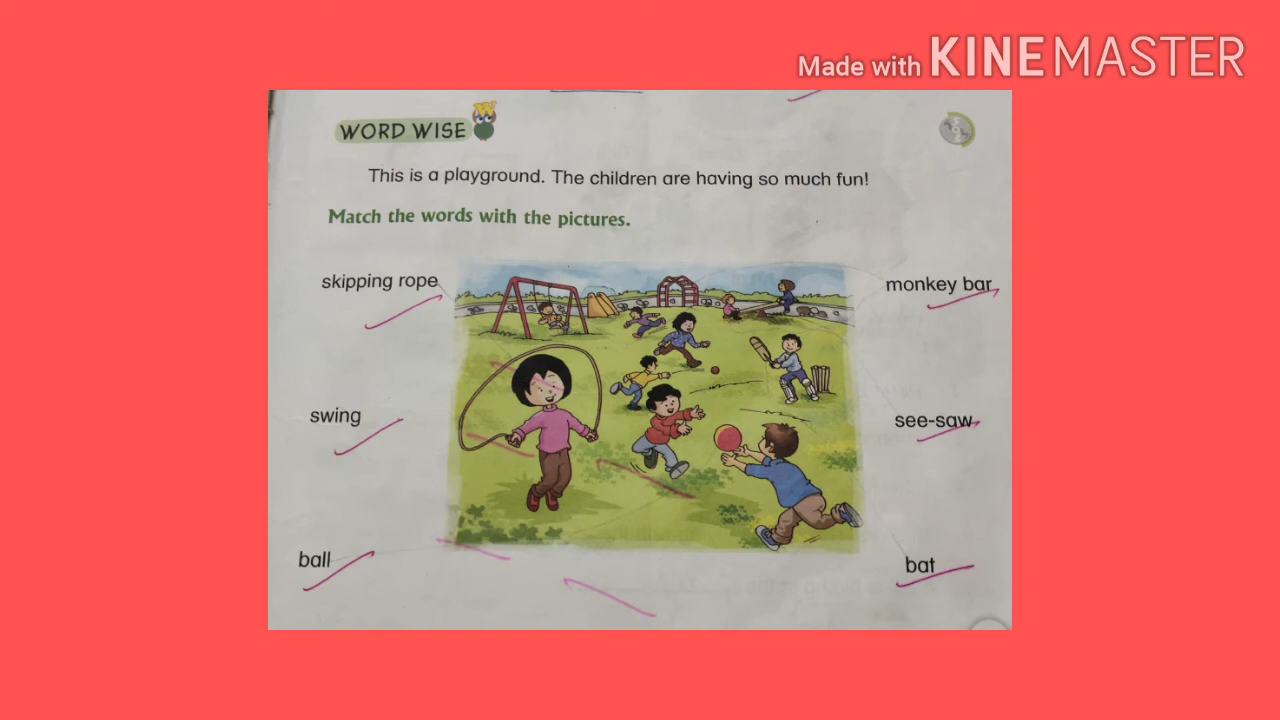 Made with KINEMASTER
WORD WISE
This is a playground. The children are having so much fun!
Match the words with the pictures.
skipping rope
monkey bar
swing
see-saw
ball
bat